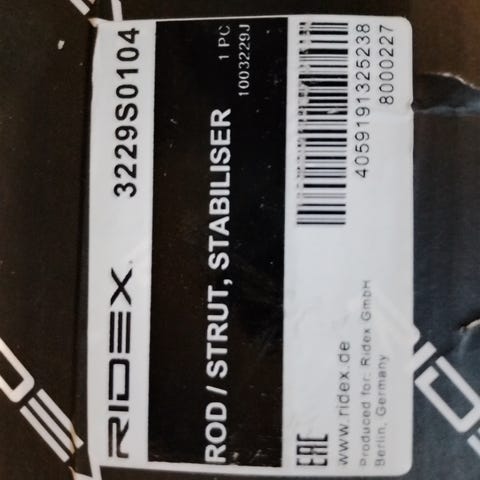 RIDEX
3229S0104
ROD / STRUT, STABILISER
1 PC
1003229J
4059191325238
8000227
EAC
www.ridex.de
Produced for: Ridex GmbH
Berlin, Germany